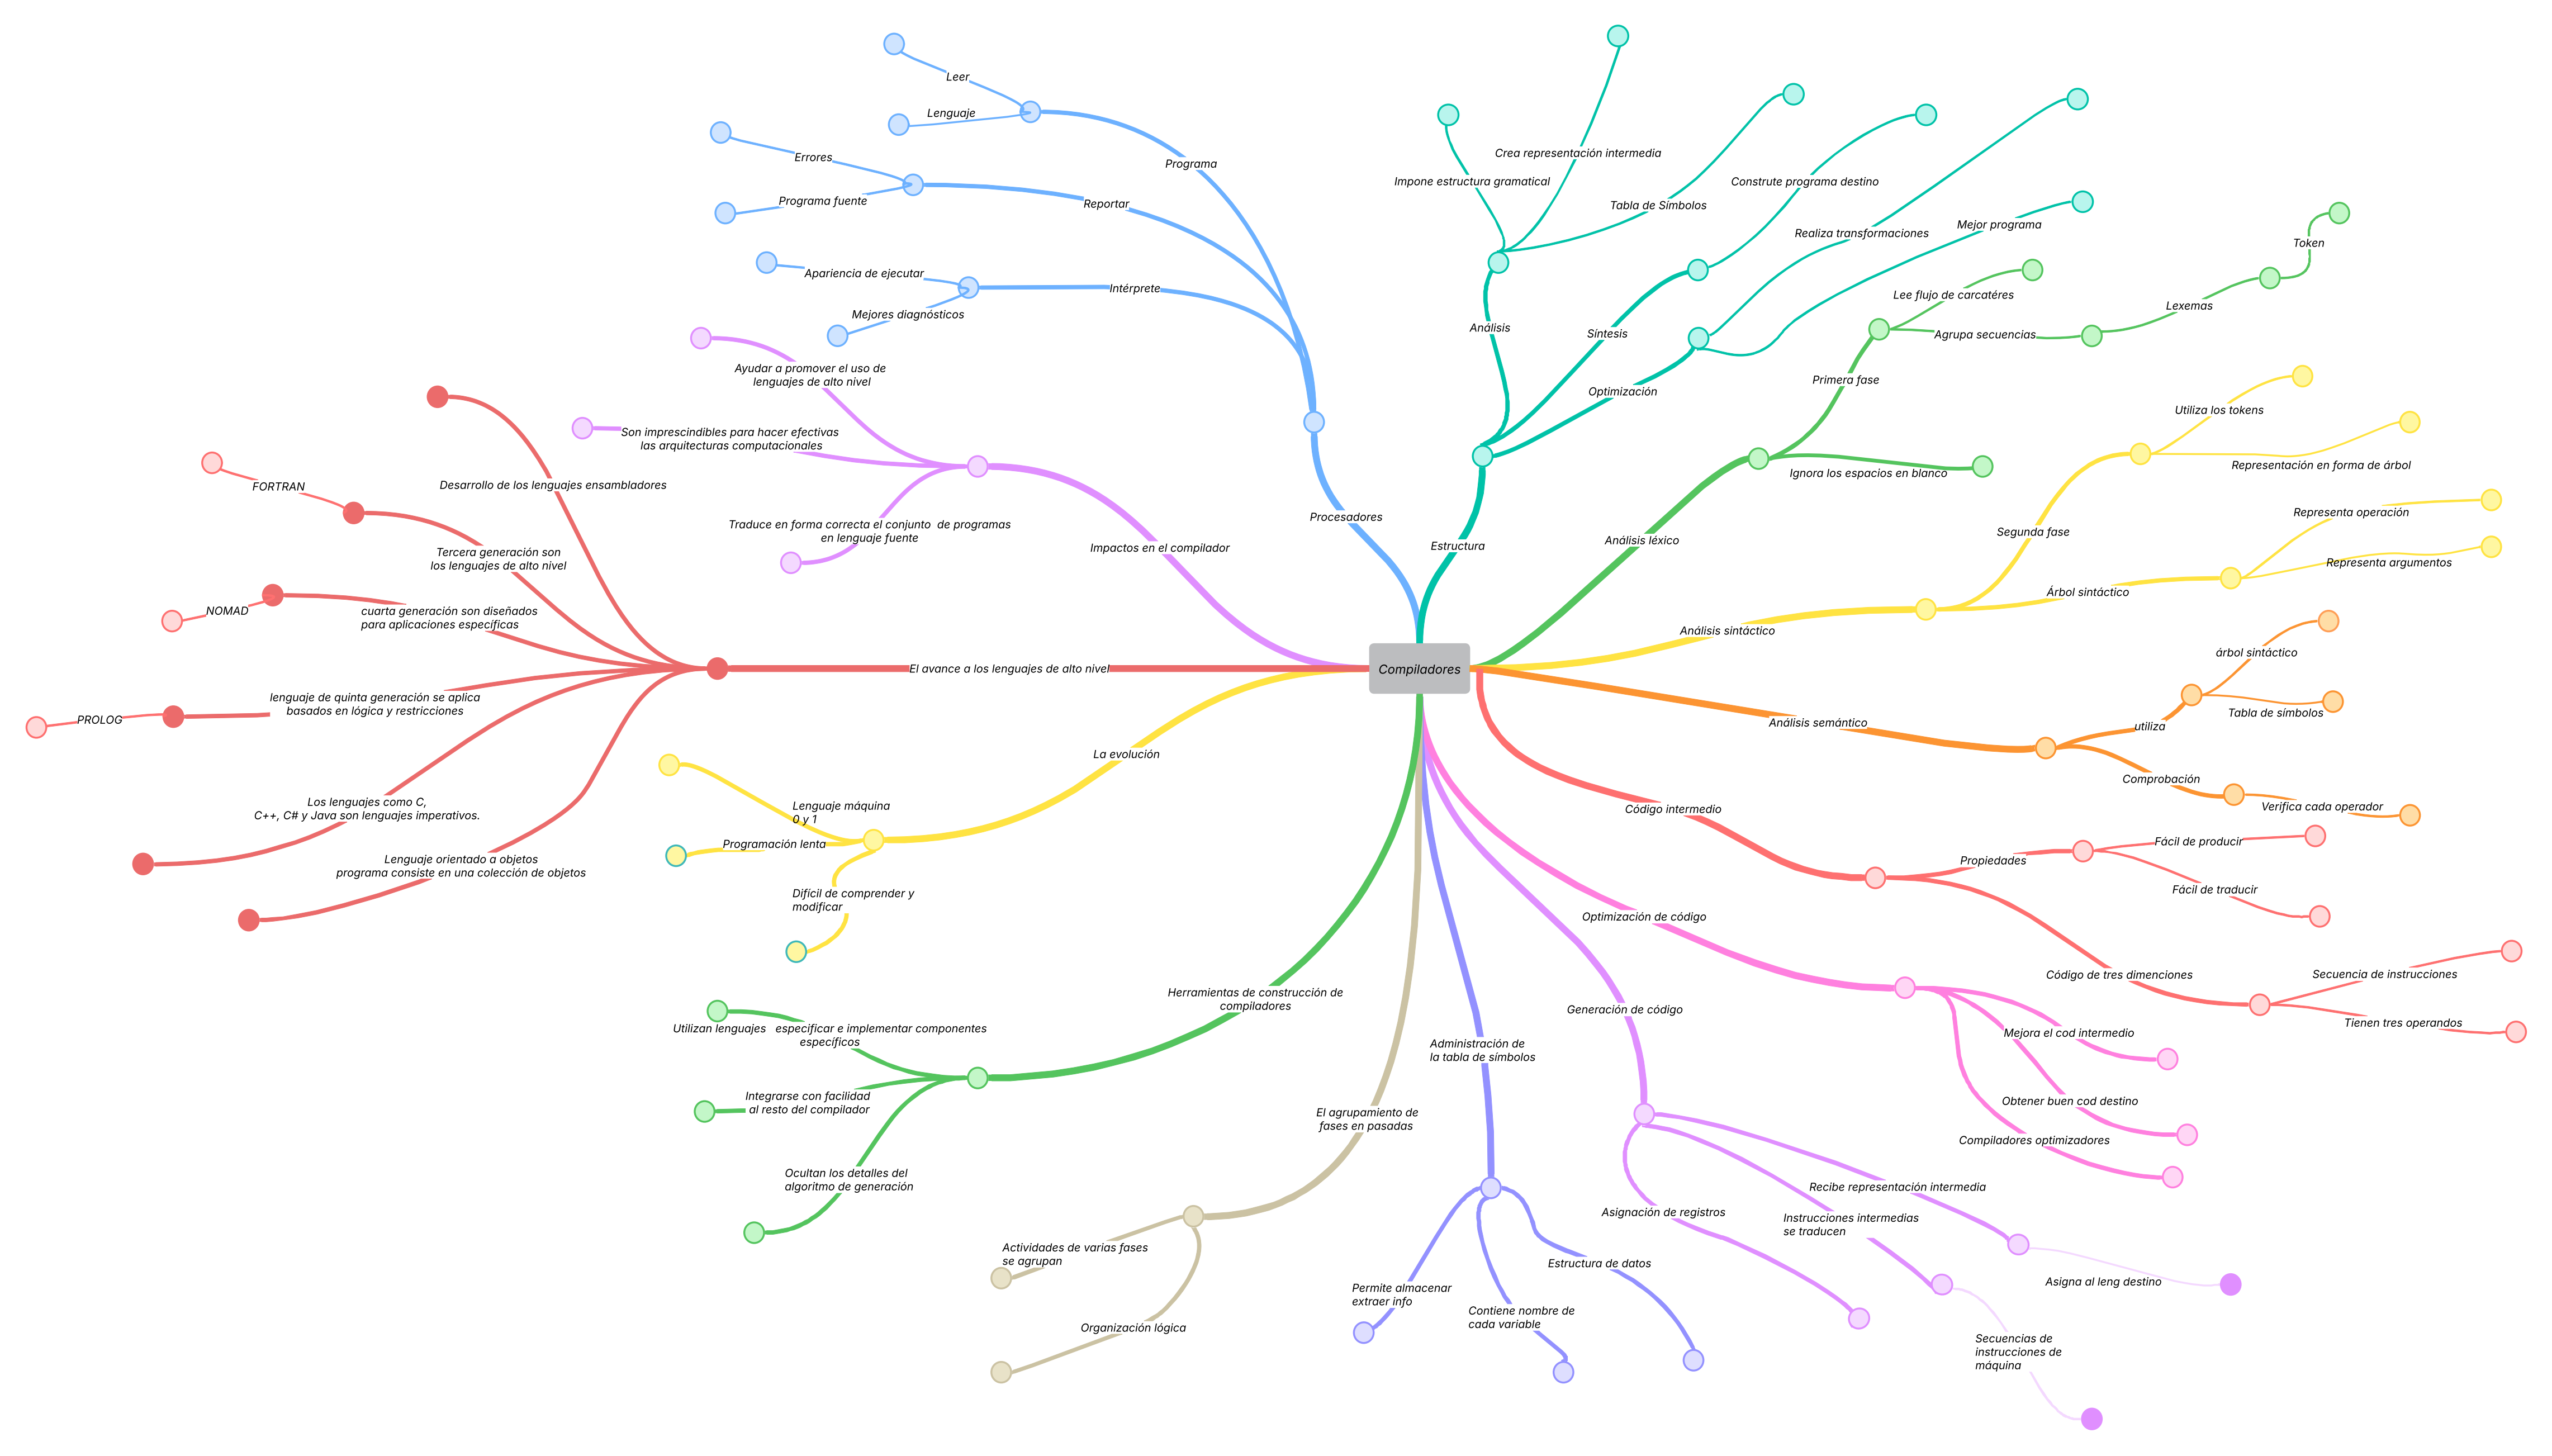 Compiladores
Procesadores
Programa
Leer
Lenguaje
Reportar
Errores
Programa fuente
Intérprete
Apariencia de ejecutar
Mejores diagnósticos
Estructura
Análisis
Impone estructura gramatical
Crea representación intermedia
Tabla de Símbolos
Síntesis
Construte programa destino
Optimización
Realiza transformaciones
Mejor programa
Análisis léxico
Primera fase
Lee flujo de carcatéres
Agrupa secuencias
Lexemas
Token
Ignora los espacios en blanco
Análisis sintáctico
Segunda fase
Utiliza los tokens
Representación en forma de árbol
Árbol sintáctico
Representa operación
Representa argumentos
Análisis semántico
utiliza
árbol sintáctico
Tabla de símbolos
Comprobación
Verifica cada operador
Código intermedio
Propiedades
Fácil de producir
Fácil de traducir
Código de tres dimenciones
Secuencia de instrucciones
Tienen tres operandos
Optimización de código
Mejora el cod intermedio
Obtener buen cod destino
Compiladores optimizadores
Generación de código
Recibe representación intermedia
Asigna al leng destino
Instrucciones intermedias
se traducen
Secuencias de
instrucciones de
máquina
Asignación de registros
Administración de
la tabla de símbolos
Estructura de datos
Contiene nombre de
cada variable
Permite almacenar
extraer info
El agrupamiento de
fases en pasadas
Actividades de varias fases
se agrupan
Organización lógica
Herramientas de construcción de
compiladores
Utilizan lenguajes especificar e implementar componentes
específicos
Integrarse con facilidad
al resto del compilador
Ocultan los detalles del
algoritmo de generación
La evolución
Lenguaje máquina
0 y 1
Programación lenta
Difícil de comprender y
modificar
El avance a los lenguajes de alto nivel
Desarrollo de los lenguajes ensambladores
Tercera generación son
los lenguajes de alto nivel
FORTRAN
cuarta generación son diseñados
para aplicaciones específicas
NOMAD
lenguaje de quinta generación se aplica
basados en lógica y restricciones
PROLOG
Los lenguajes como C,
C++, C# y Java son lenguajes imperativos.
Lenguaje orientado a objetos
programa consiste en una colección de objetos
Impactos en el compilador
Ayudar a promover el uso de
lenguajes de alto nivel
Son imprescindibles para hacer efectivas
las arquitecturas computacionales
Traduce en forma correcta el conjunto de programas
en lenguaje fuente